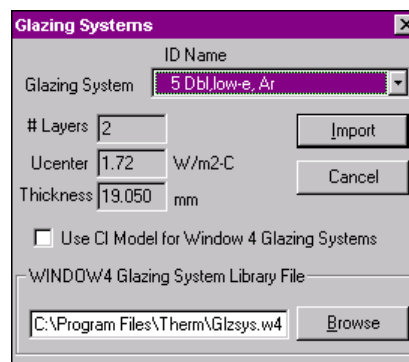 Glazing Systems
ID Name
Glazing System 5 Dbl,low-e, Ar
# Layers 2
Import
Ucenter 1.72 W/m2-C
Cancel
Thickness 19.050 mm
Use CI Model for Window 4 Glazing Systems
WINDOW4 Glazing System Library File
C:\Program Files\Therm\Glzsys.w4 Browse